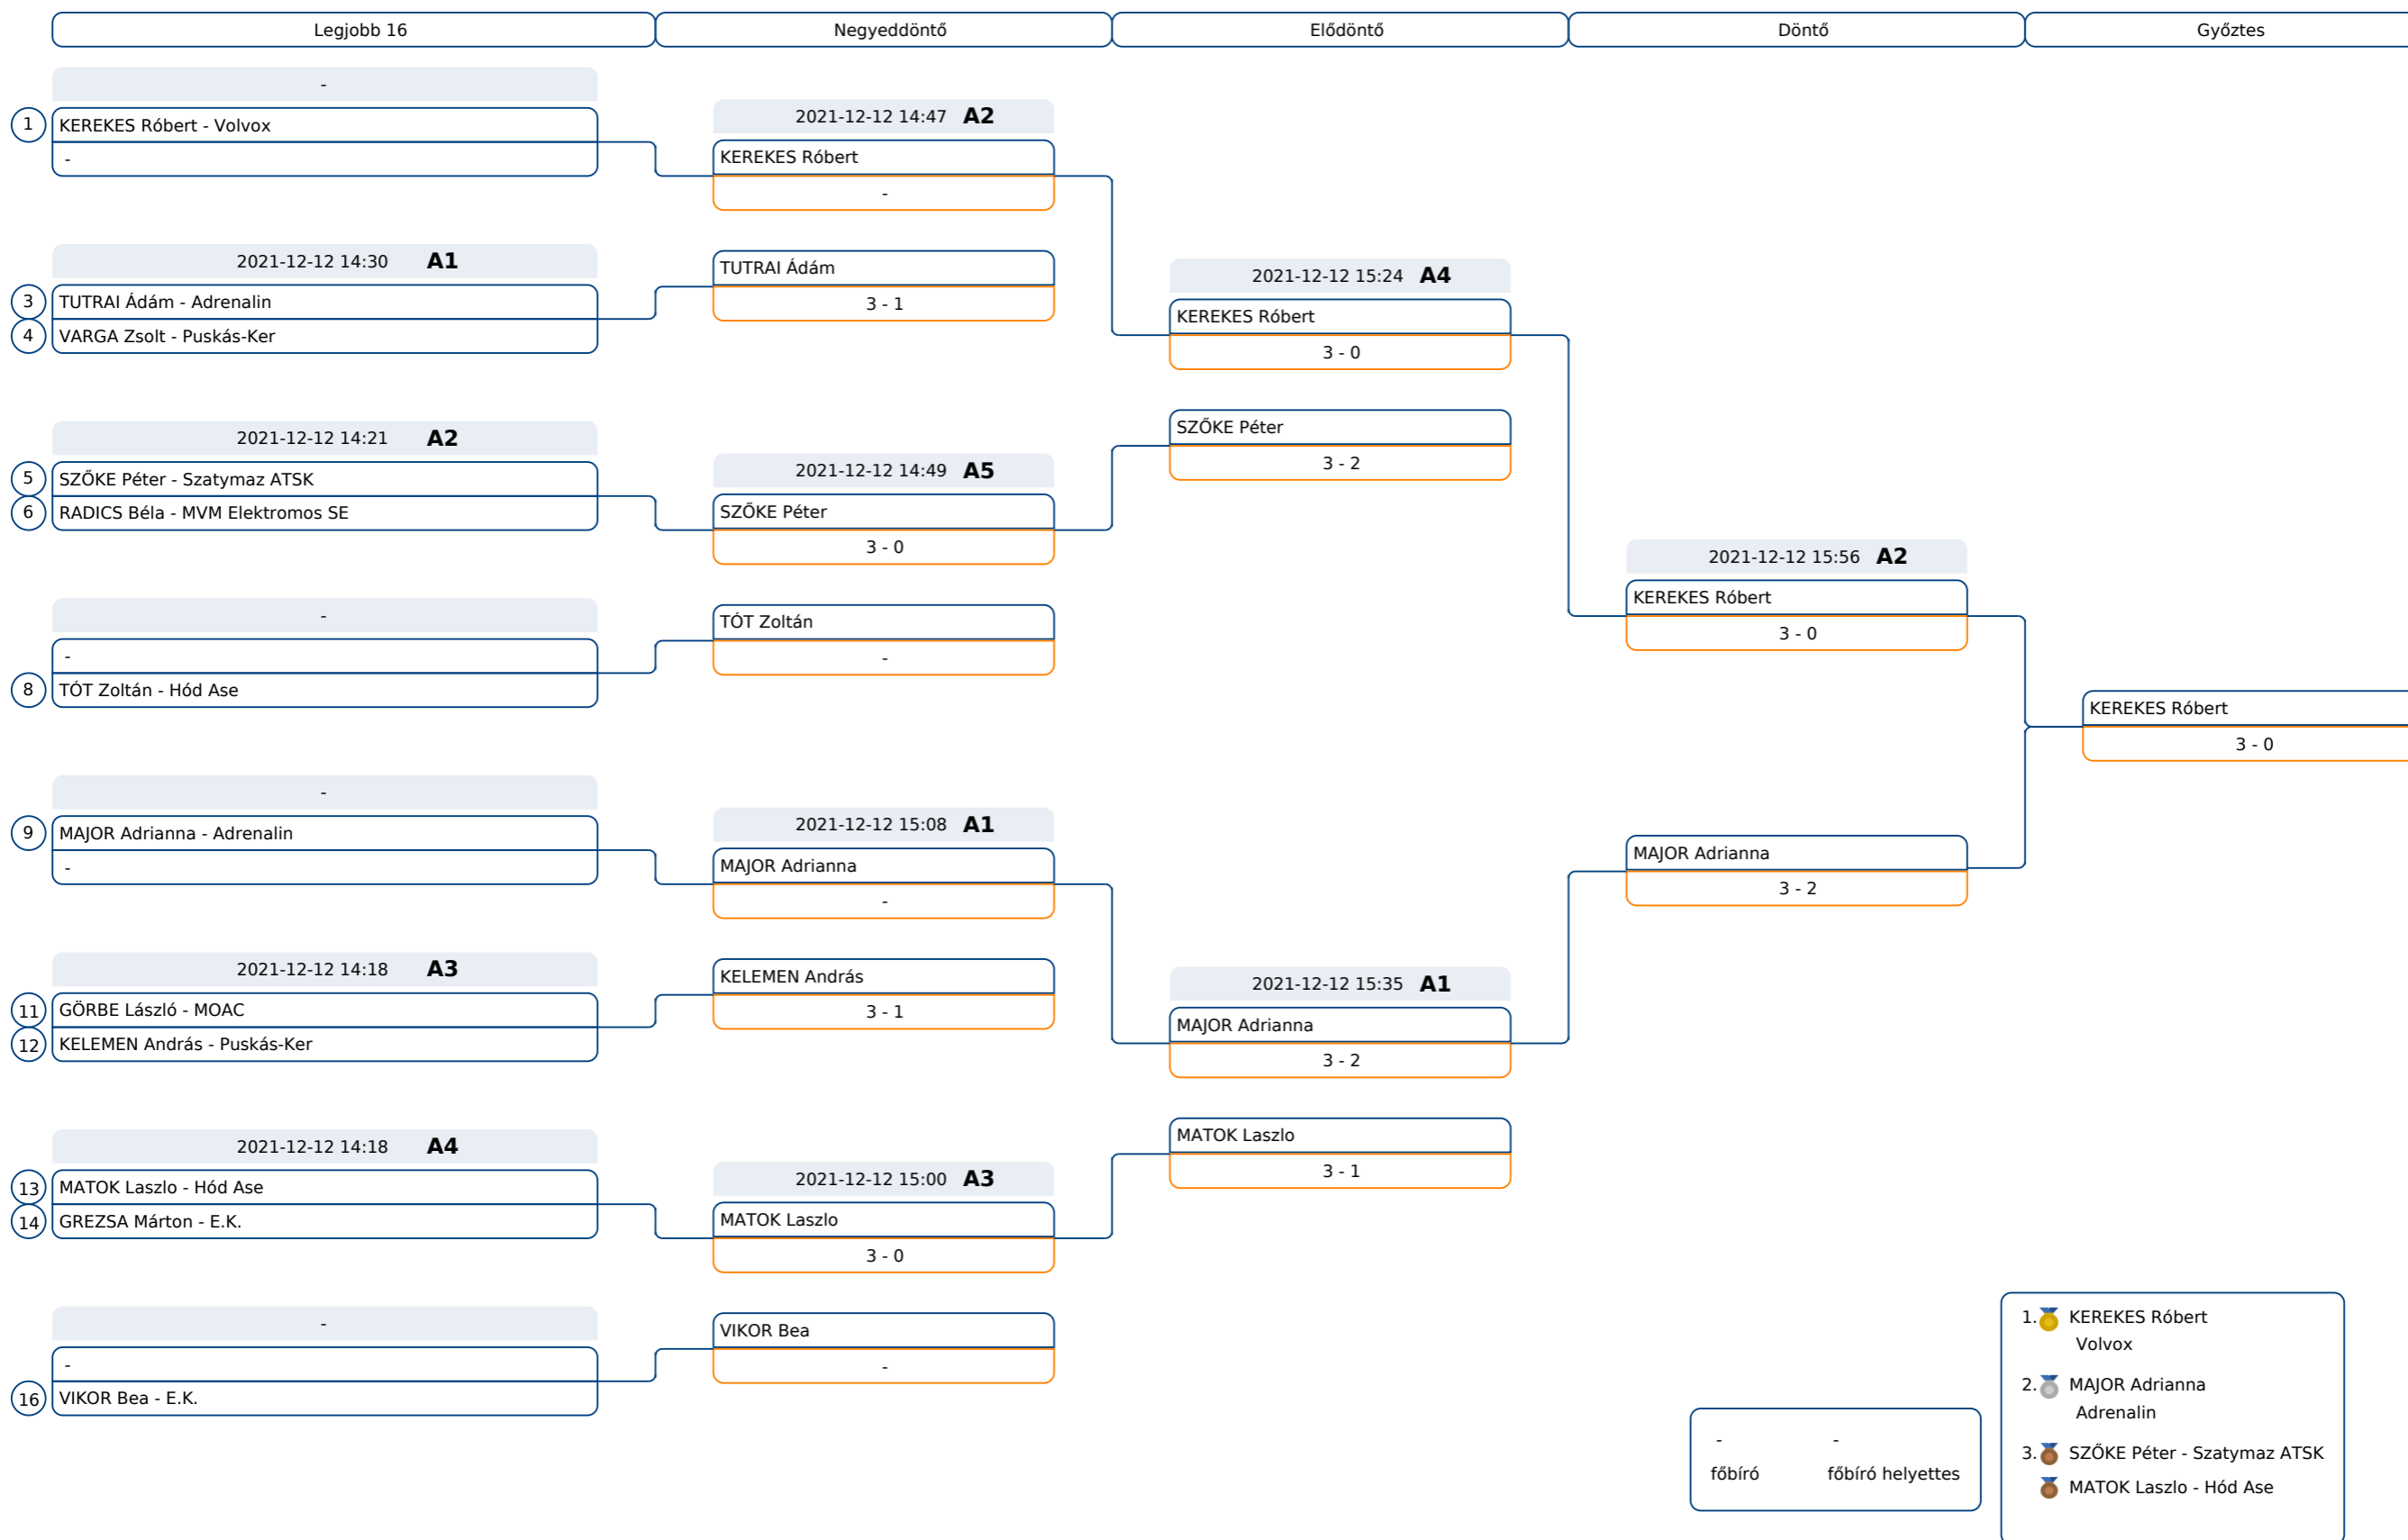 Legjobb 16
Negyeddöntő
Elődöntő
Döntő
Győztes
-
1
KEREKES Róbert - Volvox
-
2021-12-12 14:30 A1
3
TUTRAI Ádám - Adrenalin
4
VARGA Zsolt - Puskás-Ker
2021-12-12 14:21 A2
5
SZŐKE Péter - Szatymaz ATSK
6
RADICS Béla - MVM Elektromos SE
-
-
8
TÓT Zoltán - Hód Ase
-
9
MAJOR Adrianna - Adrenalin
-
2021-12-12 14:18 A3
11
GÖRBE László - MOAC
12
KELEMEN András - Puskás-Ker
2021-12-12 14:18 A4
13
MATOK Laszlo - Hód Ase
14
GREZSA Márton - E.K.
-
-
16
VIKOR Bea - E.K.
2021-12-12 14:47 A2
KEREKES Róbert
-
TUTRAI Ádám
3 - 1
2021-12-12 14:49 A5
SZŐKE Péter
3 - 0
TÓT Zoltán
-
2021-12-12 15:08 A1
MAJOR Adrianna
-
KELEMEN András
3 - 1
2021-12-12 15:00 A3
MATOK Laszlo
3 - 0
VIKOR Bea
-
2021-12-12 15:24 A4
KEREKES Róbert
3 - 0
SZŐKE Péter
3 - 2
2021-12-12 15:35 A1
MAJOR Adrianna
3 - 2
MATOK Laszlo
3 - 1
2021-12-12 15:56 A2
KEREKES Róbert
3 - 0
MAJOR Adrianna
3 - 2
KEREKES Róbert
3 - 0
- -
főbíró főbíró helyettes
1. KEREKES Róbert
Volvox
2. MAJOR Adrianna
Adrenalin
3. SZŐKE Péter - Szatymaz ATSK
MATOK Laszlo - Hód Ase